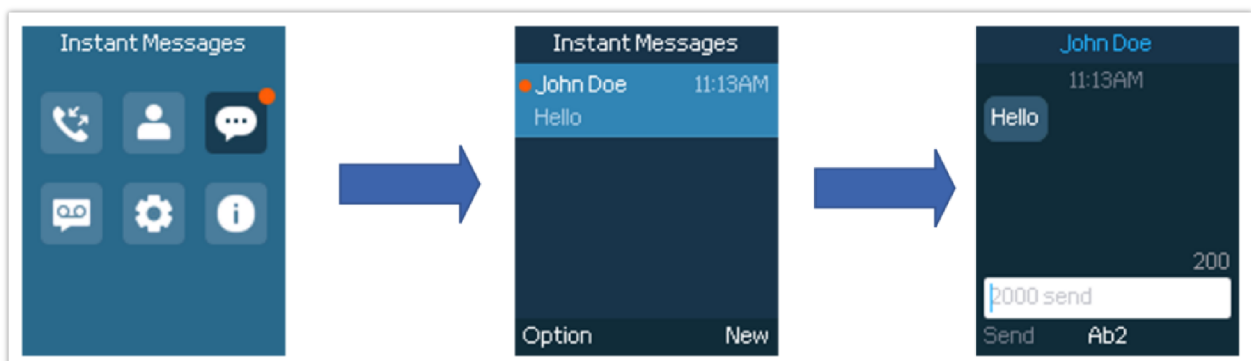 Instant Messages
Instant Messages
John Doe 11:13AM
Hello
Option New
John Doe
11:13AM
Hello
200
2000 send
Send Ab2